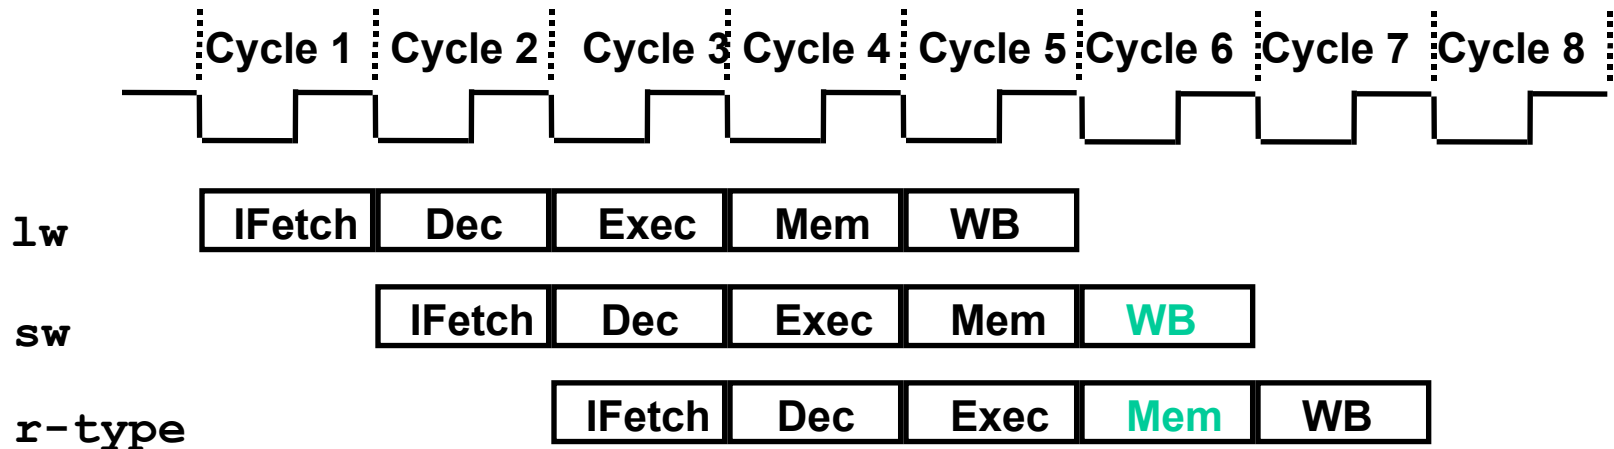 Cycle 1 Cycle 2 Cycle 3 Cycle 4 Cycle 5 Cycle 6 Cycle 7 Cycle 8
lw IFetch Dec Exec Mem WB
sw IFetch Dec Exec Mem WB
r-type IFetch Dec Exec Mem WB